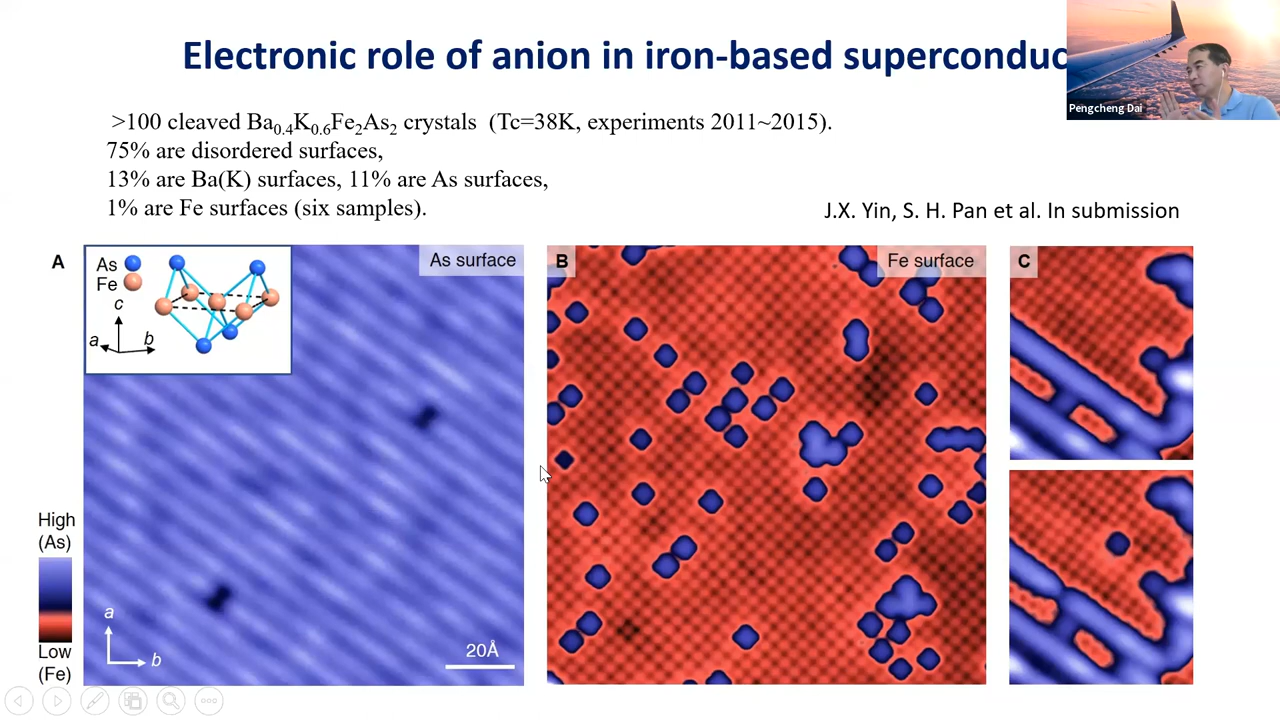 Electronic role of anion in iron-based superconduc
Pengcheng Dai
>100 cleaved Ba0.4K0.6Fe2As2 crystals (Tc=38K, experiments 2011~2015).
75% are disordered surfaces,
13% are Ba(K) surfaces, 11% are As surfaces,
1% are Fe surfaces (six samples).
J.X. Yin, S. H. Pan et al. In submission
A
As
Fe
c
a
b
As surface
B
Fe surface
C
High
(As)
Low
(Fe)
a
b
20Å